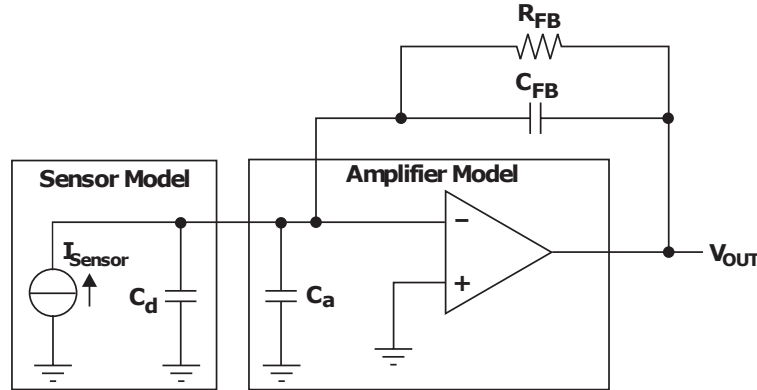 RFB
CFB
Sensor Model
Amplifier Model
ISensor
Cd
Ca
−
+
VOUT